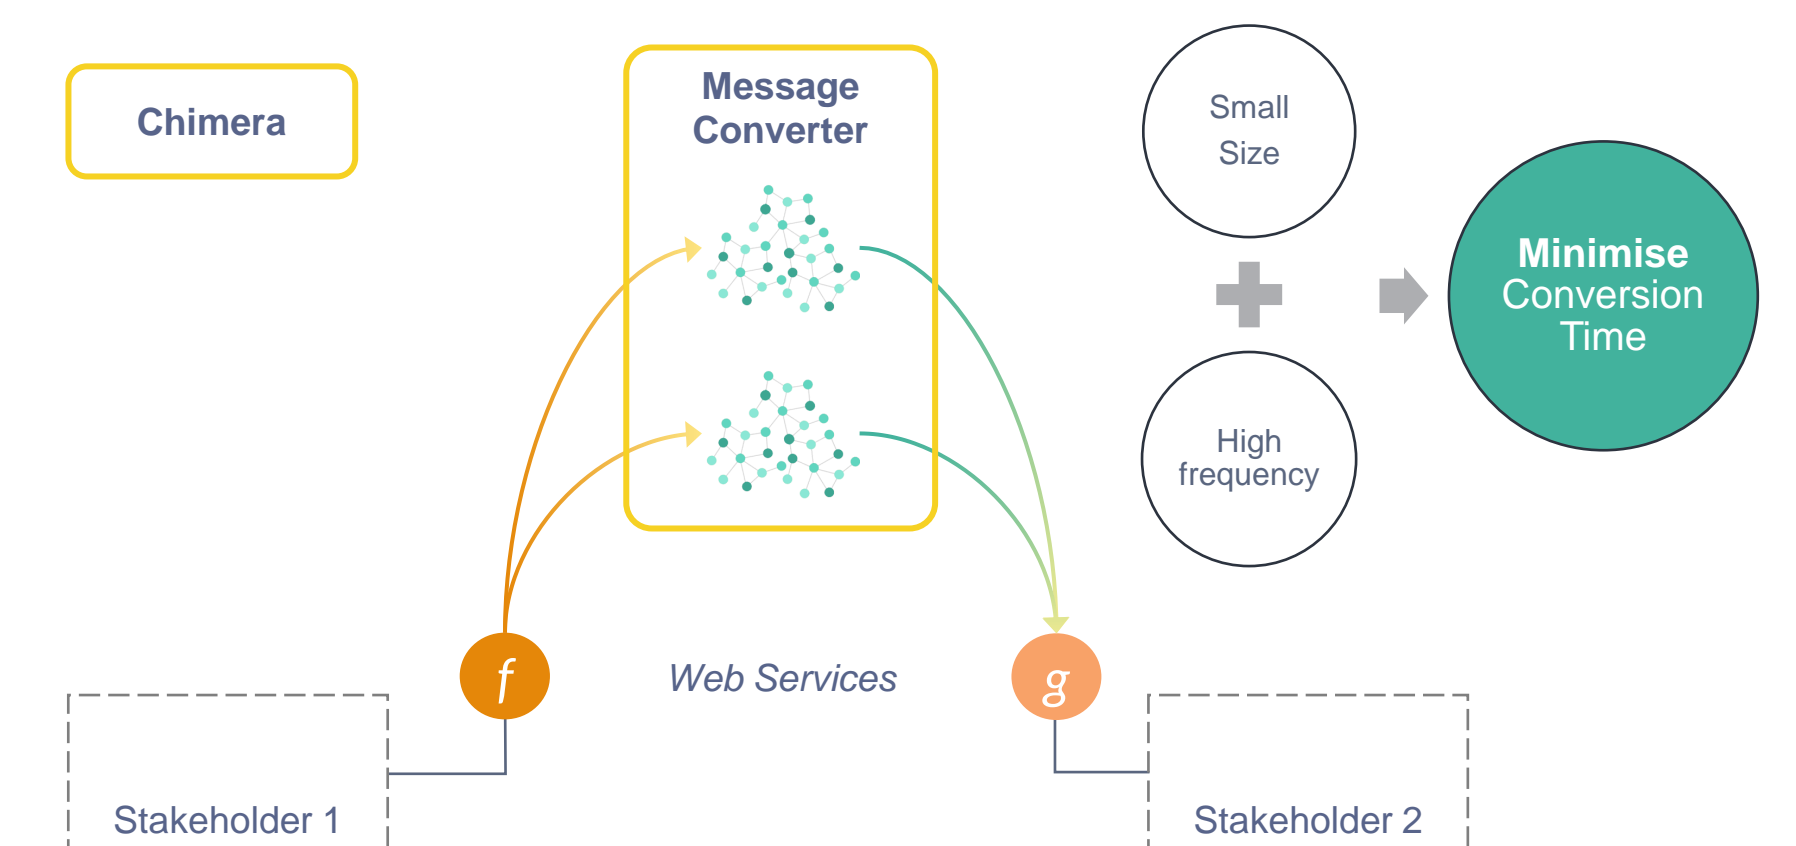 Chimera
Message
Converter
Small
Size
High
frequency
Minimise
Conversion
Time
f
Web Services
g
Stakeholder 1
Stakeholder 2